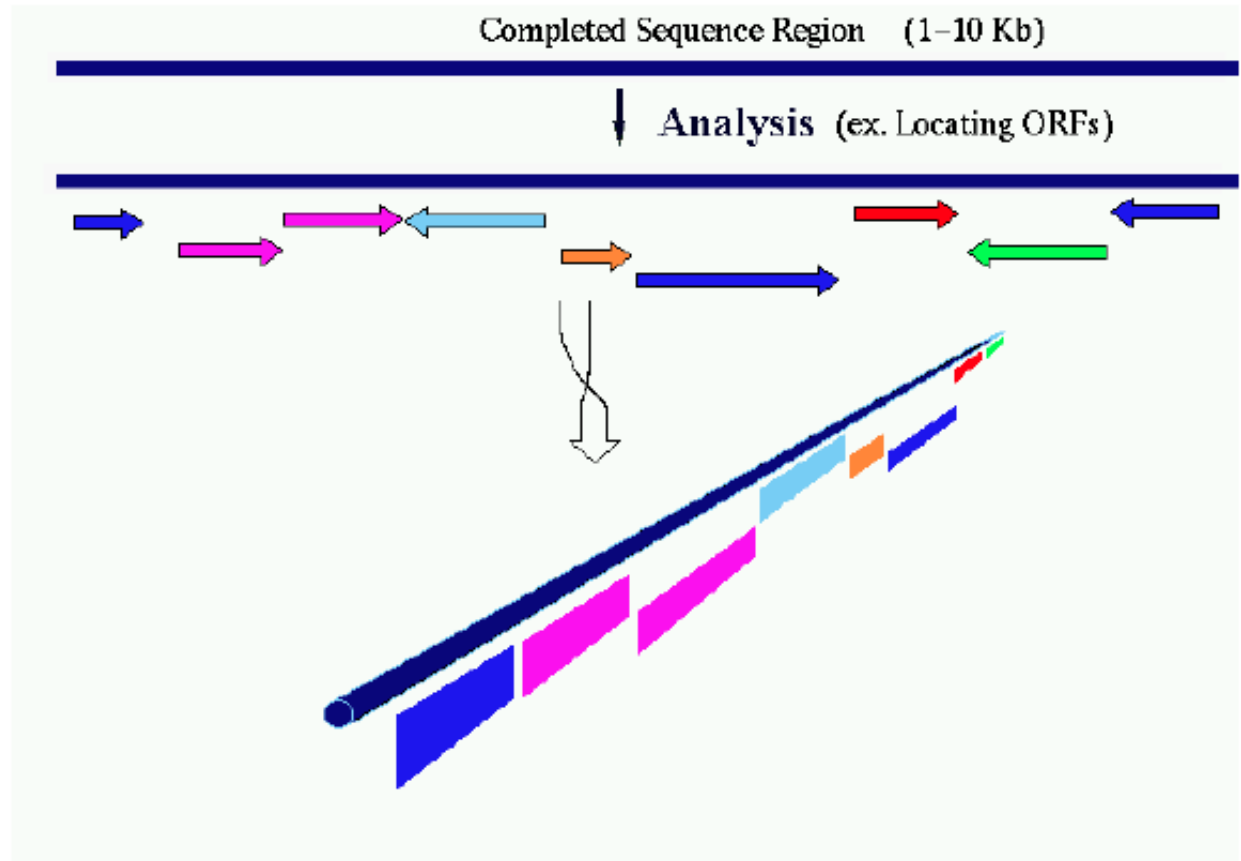 Completed Sequence Region (1–10 Kb)
Analysis (ex. Locating ORFs)